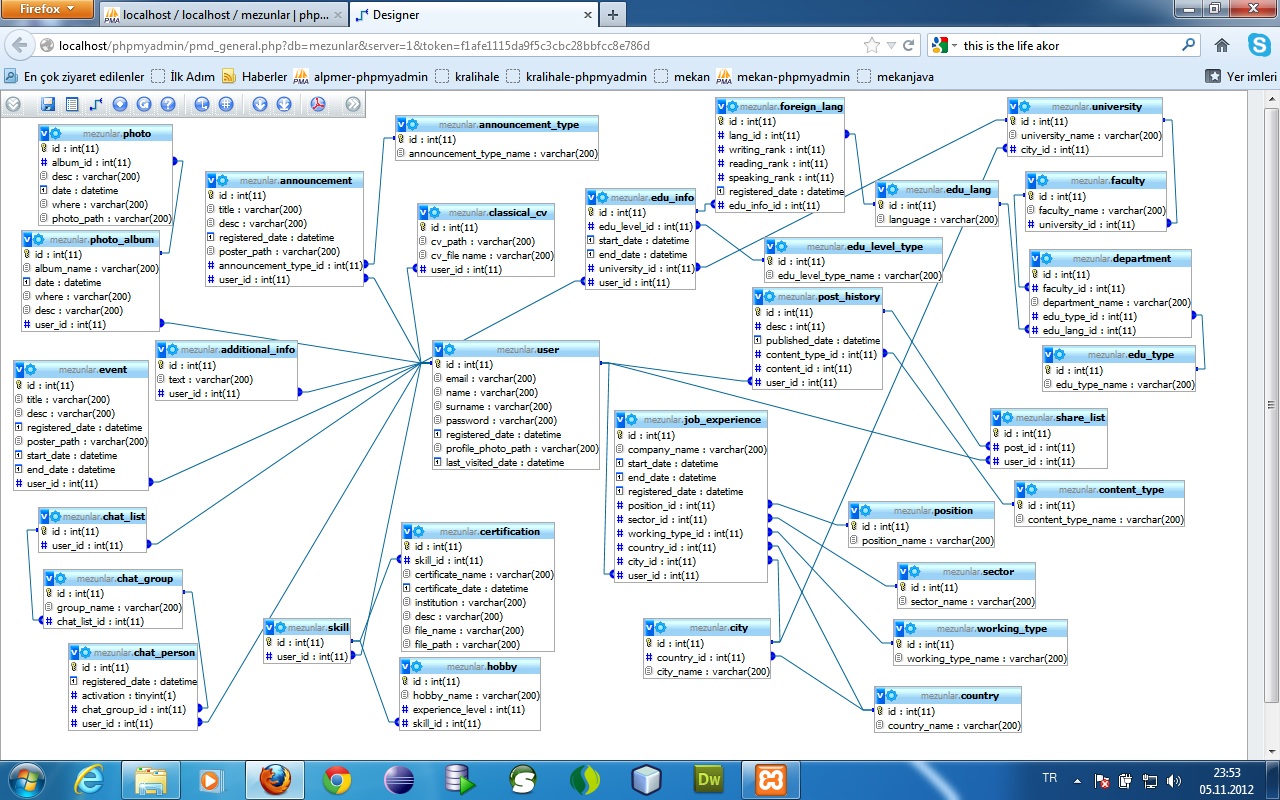 Firefox
localhost / localhost / mezunlar | php...
Designer
localhost/phpmyadmin/pmd_general.php?db=mezunlar&server=1&token=f1afe1115da9f5c3cbc28bbfcc8e786d
this is the life akor
En çok ziyaret edilenler
İlk Adım
Haberler
alpmer-phpmyadmin
kralihale
kralihale-phpmyadmin
mekan
mekan-phpmyadmin
mekanjava
Yer imleri
mezunlar.photo
id : int(11)
album_id : int(11)
desc : varchar(200)
date : datetime
where : varchar(200)
photo_path : varchar(200)
mezunlar.announcement_type
id : int(11)
announcement_type_name : varchar(200)
mezunlar.foreign_lang
id : int(11)
lang_id : int(11)
writing_rank : int(11)
reading_rank : int(11)
speaking_rank : int(11)
registered_date : datetime
edu_info_id : int(11)
mezunlar.university
id : int(11)
university_name : varchar(200)
city_id : int(11)
mezunlar.announcement
id : int(11)
title : varchar(200)
desc : varchar(200)
registered_date : datetime
poster_path : varchar(200)
announcement_type_id : int(11)
user_id : int(11)
mezunlar.classical_cv
id : int(11)
cv_path : varchar(200)
cv_file name : varchar(200)
user_id : int(11)
mezunlar.edu_info
id : int(11)
edu_level_id : int(11)
start_date : datetime
end_date : datetime
university_id : int(11)
user_id : int(11)
mezunlar.edu_lang
id : int(11)
language : varchar(200)
mezunlar.faculty
id : int(11)
faculty_name : varchar(200)
university_id : int(11)
mezunlar.photo_album
id : int(11)
album_name : varchar(200)
date : datetime
where : varchar(200)
desc : varchar(200)
user_id : int(11)
mezunlar.edu_level_type
id : int(11)
edu_level_type_name : varchar(200)
mezunlar.department
id : int(11)
faculty_id : int(11)
department_name : varchar(200)
edu_type_id : int(11)
edu_lang_id : int(11)
mezunlar.post_history
id : int(11)
desc : int(11)
published_date : datetime
content_type_id : int(11)
content_id : int(11)
user_id : int(11)
mezunlar.additional_info
id : int(11)
text : varchar(200)
user_id : int(11)
mezunlar.user
id : int(11)
email : varchar(200)
name : varchar(200)
surname : varchar(200)
password : varchar(200)
registered_date : datetime
profile_photo_path : varchar(200)
last_visited_date : datetime
mezunlar.edu_type
id : int(11)
edu_type_name : varchar(200)
mezunlar.event
id : int(11)
title : varchar(200)
desc : varchar(200)
registered_date : datetime
poster_path : varchar(200)
start_date : datetime
end_date : datetime
user_id : int(11)
mezunlar.job_experience
id : int(11)
company_name : varchar(200)
start_date : datetime
end_date : datetime
registered_date : datetime
position_id : int(11)
sector_id : int(11)
working_type_id : int(11)
country_id : int(11)
city_id : int(11)
user_id : int(11)
mezunlar.share_list
id : int(11)
post_id : int(11)
user_id : int(11)
mezunlar.content_type
id : int(11)
content_type_name : varchar(200)
mezunlar.chat_list
id : int(11)
user_id : int(11)
mezunlar.certification
id : int(11)
skill_id : int(11)
certificate_name : varchar(200)
certificate_date : datetime
institution : varchar(200)
desc : varchar(200)
file_name : varchar(200)
file_path : varchar(200)
mezunlar.position
id : int(11)
position_name : varchar(200)
mezunlar.sector
id : int(11)
sector_name : varchar(200)
mezunlar.chat_group
id : int(11)
group_name : varchar(200)
chat_list_id : int(11)
mezunlar.skill
id : int(11)
user_id : int(11)
mezunlar.city
id : int(11)
country_id : int(11)
city_name : varchar(200)
mezunlar.working_type
id : int(11)
working_type_name : varchar(200)
mezunlar.chat_person
id : int(11)
registered_date : datetime
activation : tinyint(1)
chat_group_id : int(11)
user_id : int(11)
mezunlar.hobby
id : int(11)
hobby_name : varchar(200)
experience_level : int(11)
skill_id : int(11)
mezunlar.country
id : int(11)
country_name : varchar(200)
Dw
TR
23:53
05.11.2012